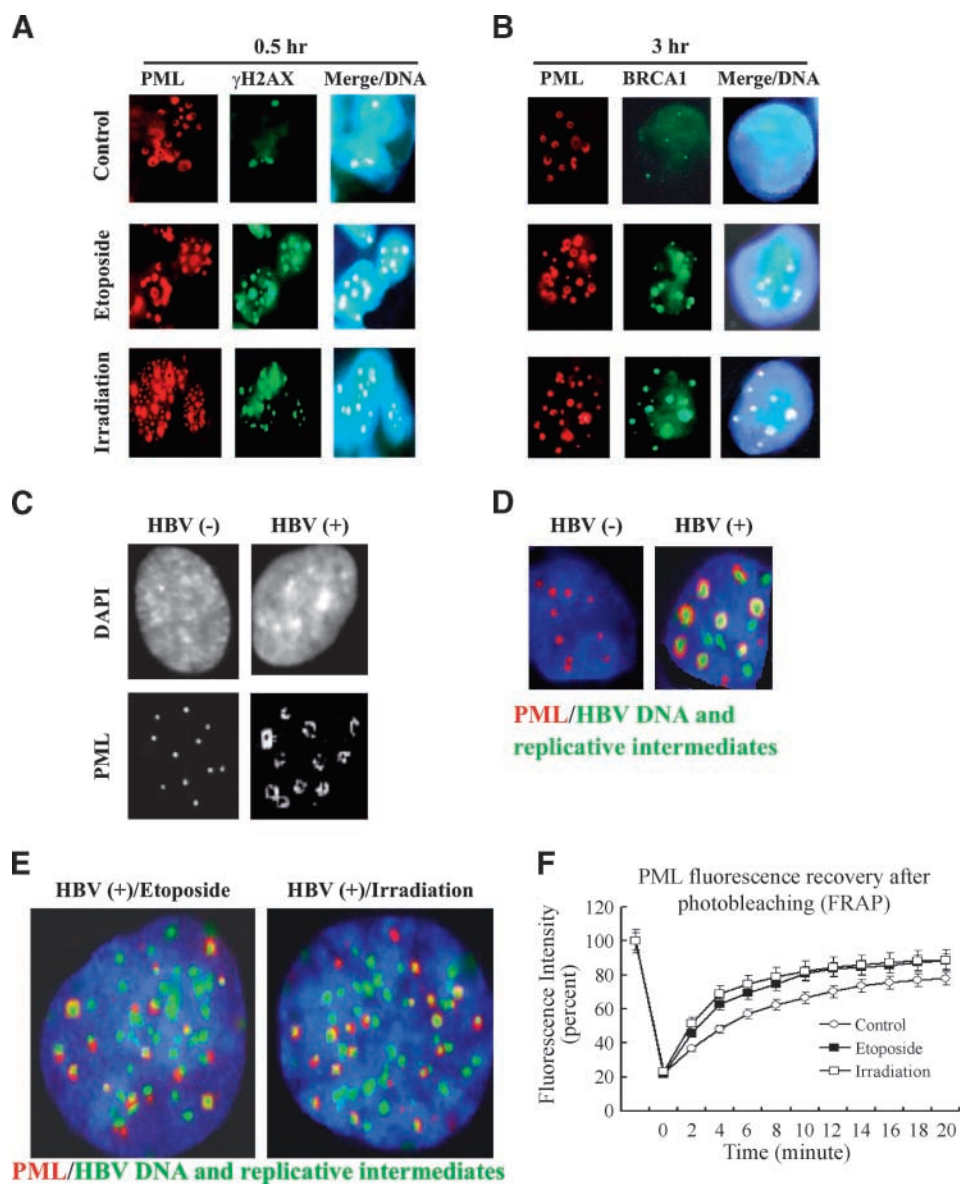 A
0.5 hr
PML γH2AX Merge/DNA
Control
Etoposide
Irradiation
B
3 hr
PML BRCA1 Merge/DNA
C
HBV (-) HBV (+)
DAPI
PML
D
HBV (-) HBV (+)
PML/HBV DNA and
replicative intermediates
E
HBV (+)/Etoposide HBV (+)/Irradiation
PML/HBV DNA and replicative intermediates
F
PML fluorescence recovery after
photobleaching (FRAP)
Fluorescence Intensity
(percent)
120
100
80
60
40
20
0
Control
Etoposide
Irradiation
0 2 4 6 8 10 12 14 16 18 20
Time (minute)